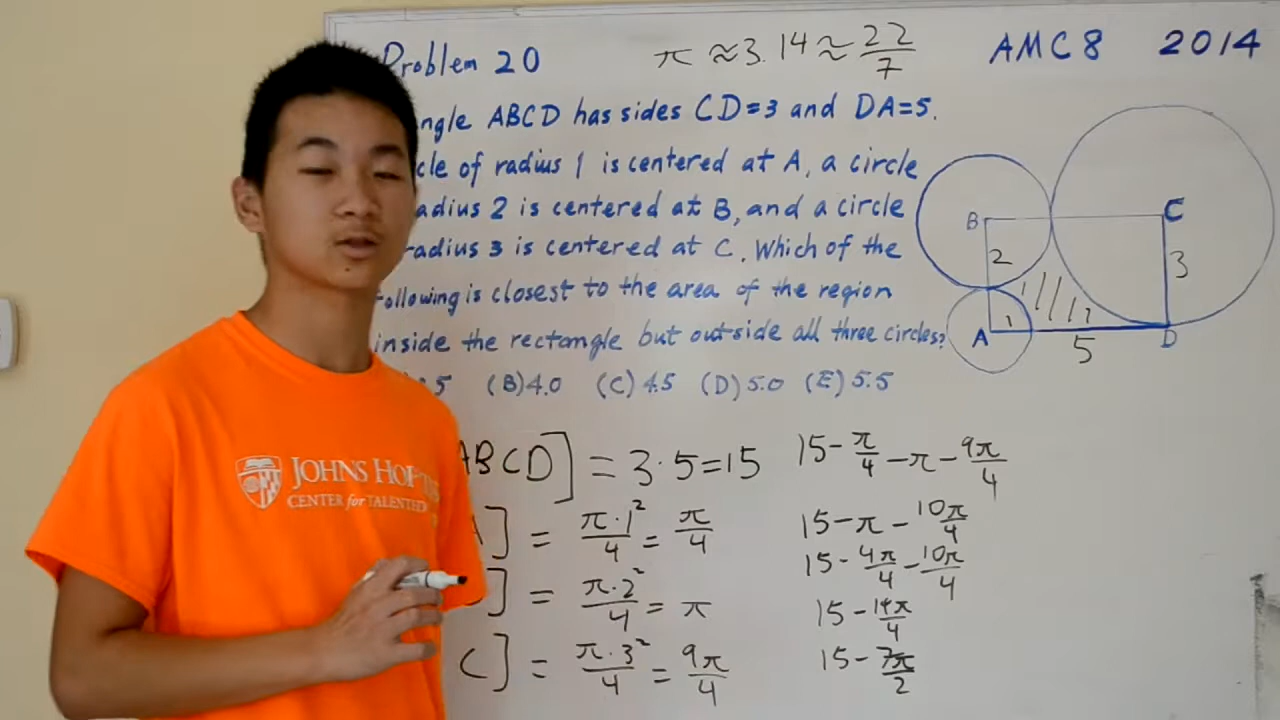 Problem 20 π ≈ 3.14 ≈ 22/7 AMC 8 2014
ngle ABCD has sides CD=3 and DA=5.
cle of radius 1 is centered at A, a circle
adius 2 is centered at B, and a circle
radius 3 is centered at C. Which of the
following is closest to the area of the region
inside the rectangle but outside all three circles?
5 (B) 4.0 (C) 4.5 (D) 5.0 (E) 5.5
B C
2 3
A 1 D
5
ABCD] = 3·5=15
A] = π·1²/4 = π/4
] = π·2²/4 = π
C] = π·3²/4 = 9π/4
15-π/4-π-9π/4
15-π-10π/4
15-4π/4-10π/4
15-14π/4
15-7π/2
JOHNS HOP
CENTER for TALENTED